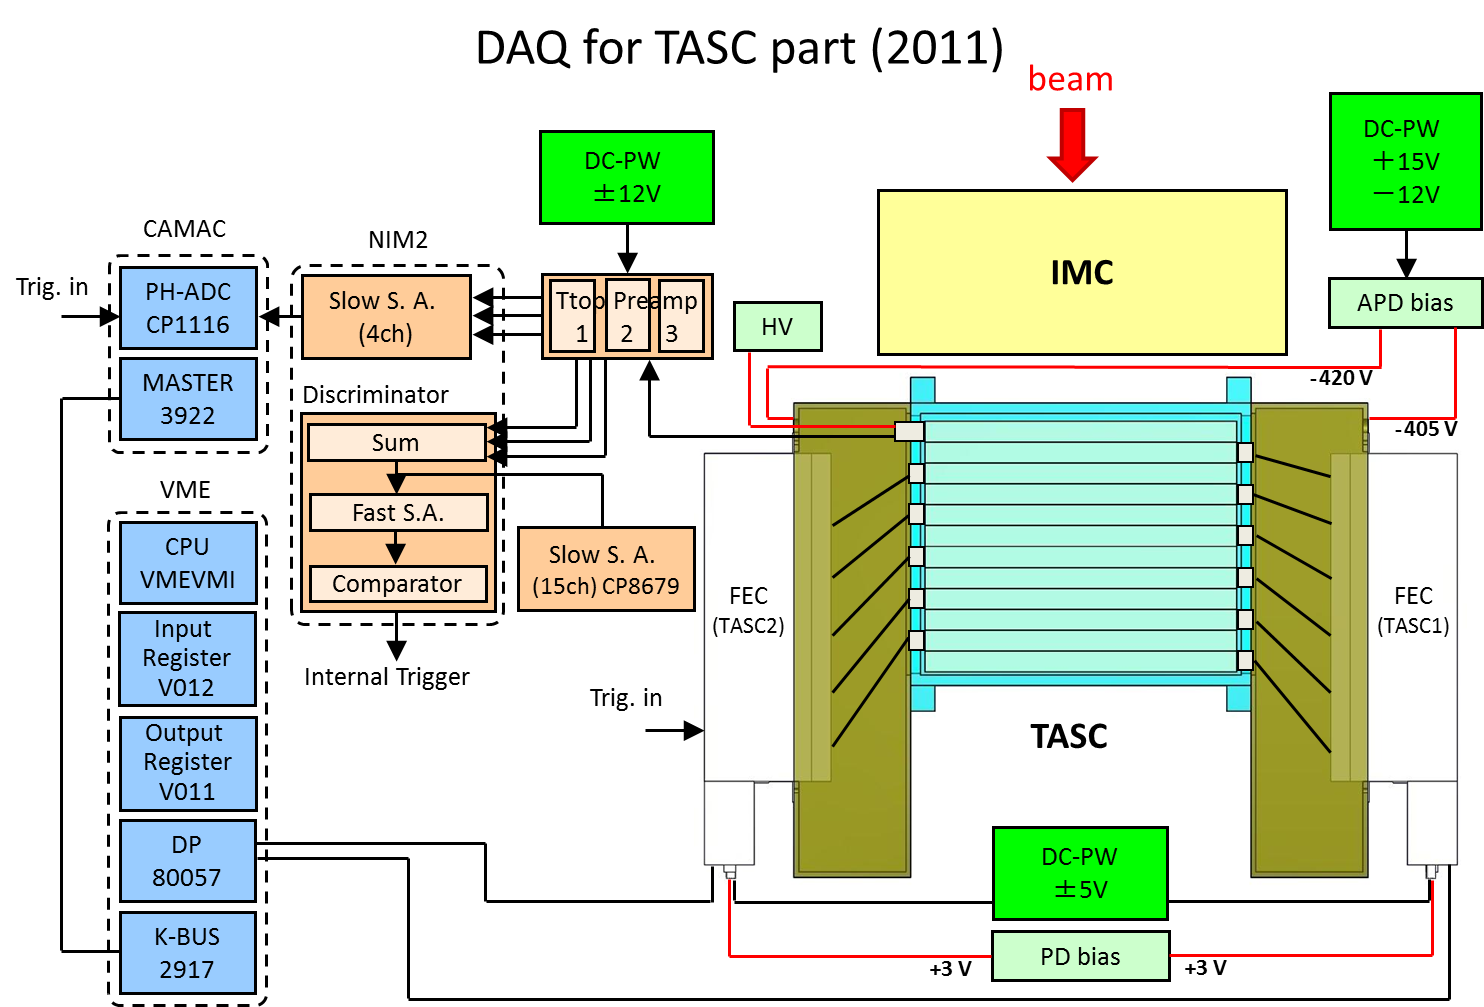 DAQ for TASC part (2011)
beam
DC-PW
±12V
DC-PW
+15V
−12V
CAMAC
NIM2
Trig. in
PH-ADC
CP1116
MASTER
3922
Slow S. A.
(4ch)
Ttop Preamp
1 2 3
HV
IMC
APD bias
-420 V
-405 V
Discriminator
Sum
Fast S.A.
Comparator
Internal Trigger
Slow S. A.
(15ch) CP8679
VME
CPU
VMEVMI
Input
Register
V012
Output
Register
V011
DP
80057
K-BUS
2917
FEC
(TASC2)
FEC
(TASC1)
Trig. in
TASC
DC-PW
±5V
PD bias
+3 V
+3 V